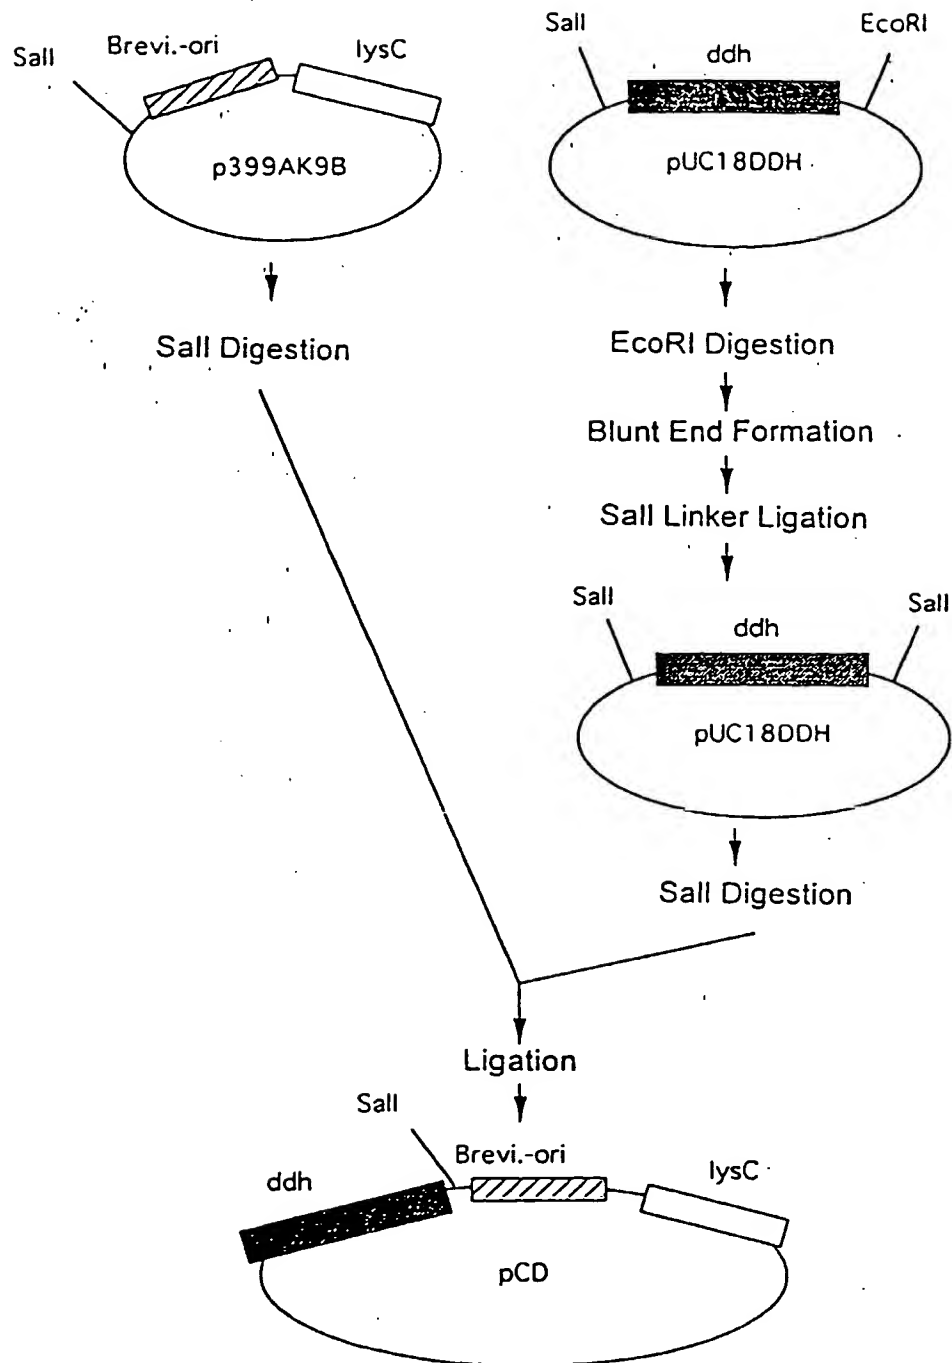 SalI
Brevi.-ori
lysC
p399AK9B
SalI Digestion
SalI
ddh
EcoRI
pUC18DDH
EcoRI Digestion
Blunt End Formation
SalI Linker Ligation
SalI
ddh
SalI
pUC18DDH
SalI Digestion
Ligation
SalI
ddh
Brevi.-ori
lysC
pCD